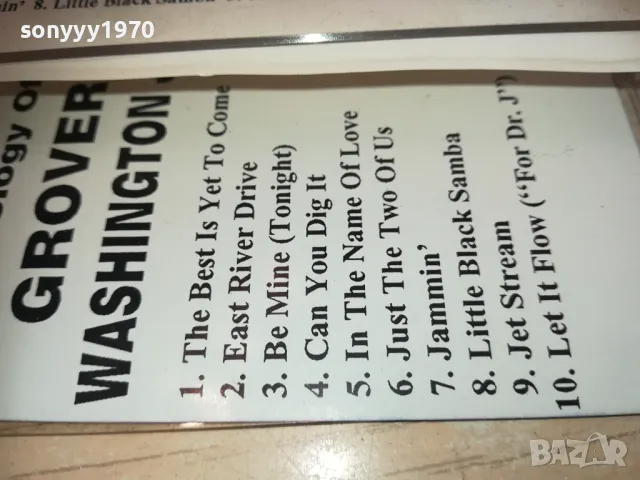 sonyyy1970
8. Little Black Samba
ology Of
GROVER
WASHINGTON
1. The Best Is Yet To Come
2. East River Drive
3. Be Mine (Tonight)
4. Can You Dig It
5. In The Name Of Love
6. Just The Two Of Us
7. Jammin'
8. Little Black Samba
9. Jet Stream
10. Let It Flow ("For Dr. J")
BAZAR